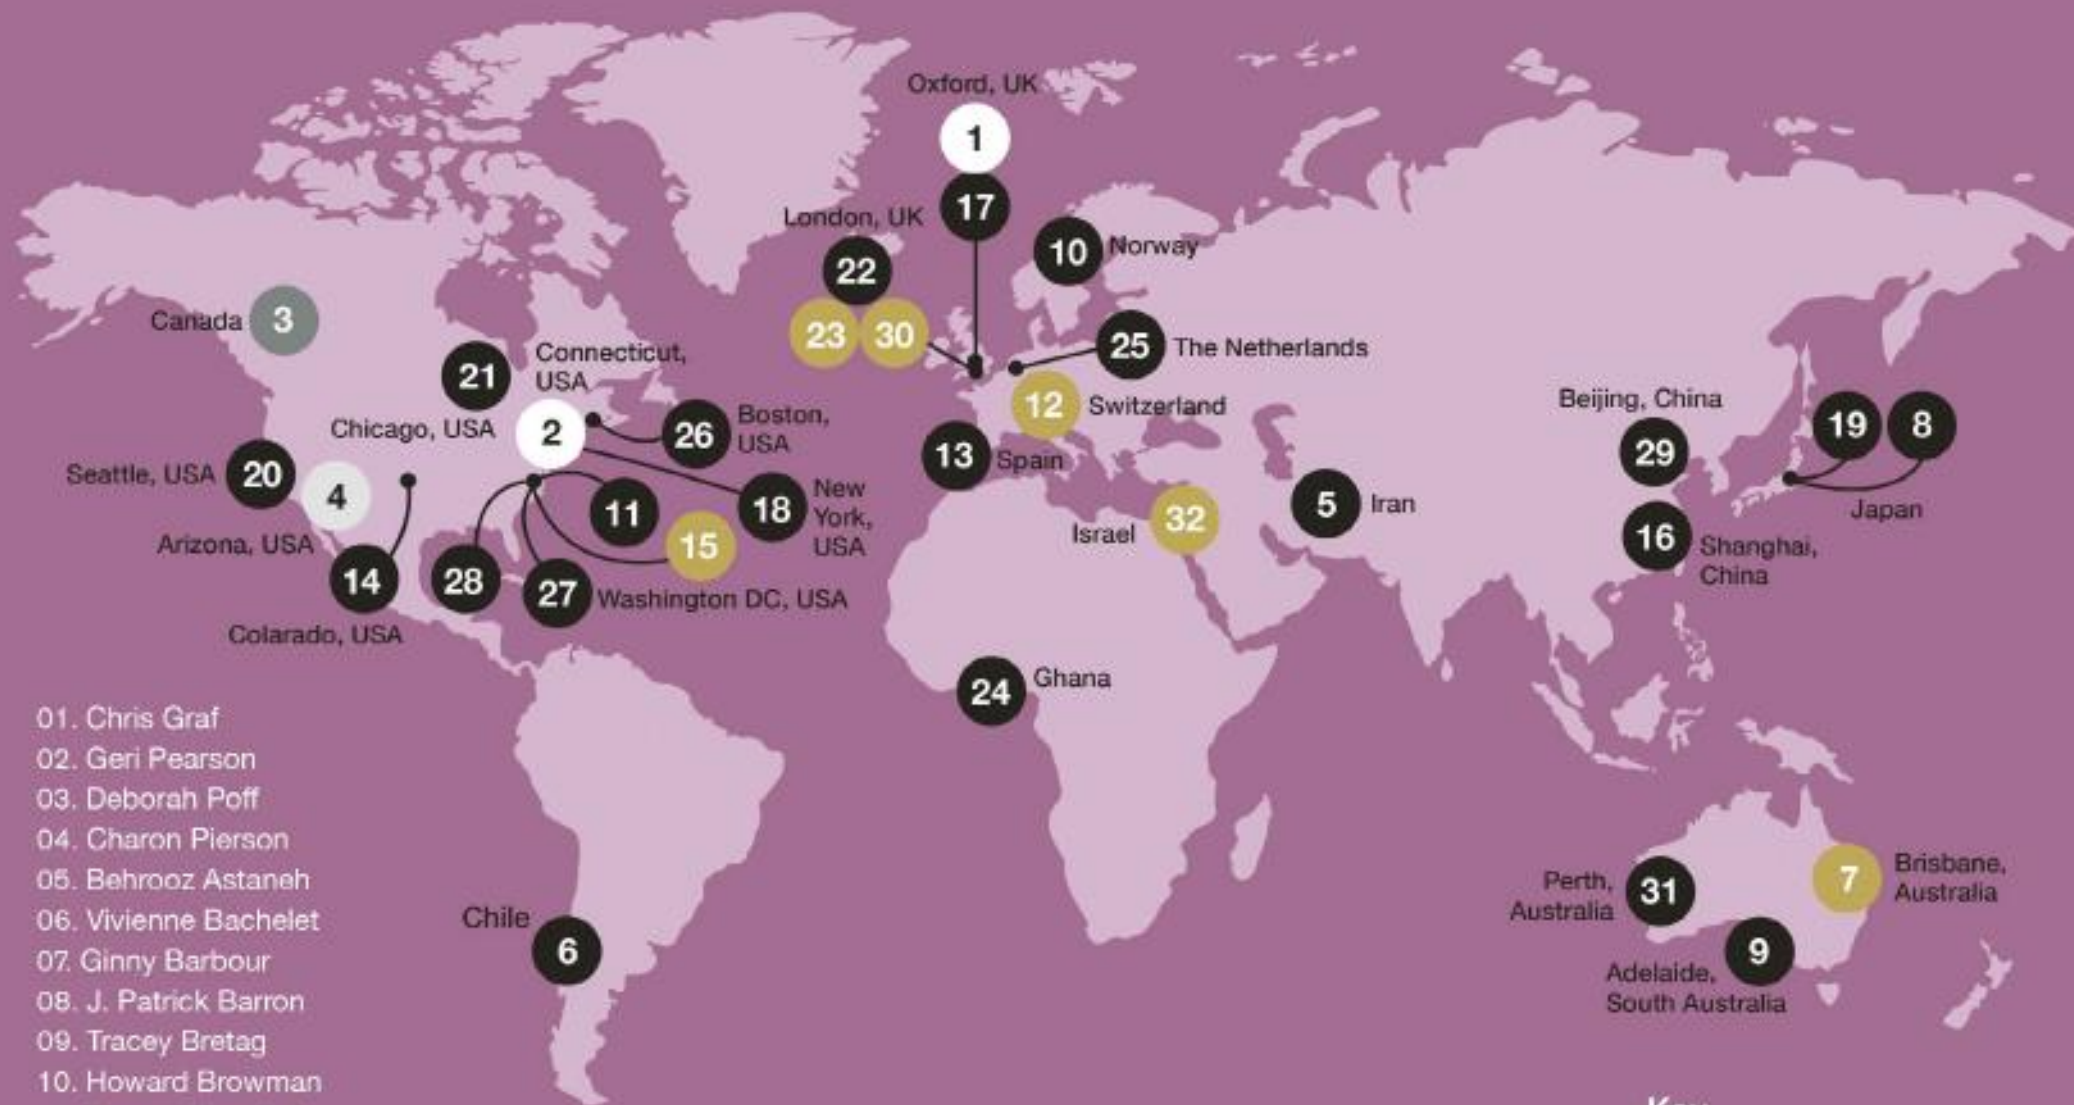 Oxford, UK
1
17
London, UK
22
23 30
10 Norway
Canada 3
25 The Netherlands
21
Connecticut,
USA
Chicago, USA
2
26
Boston,
USA
12 Switzerland
13 Spain
Beijing, China
29
19 8
Japan
Seattle, USA 20
4
Arizona, USA
11
15
18
New
York,
USA
Israel 32
5 Iran
16
Shanghai,
China
14
28
27 Washington DC, USA
Colarado, USA
24 Ghana
01. Chris Graf
02. Geri Pearson
03. Deborah Poff
04. Charon Pierson
05. Behrooz Astaneh
06. Vivienne Bachelet
07. Ginny Barbour
08. J. Patrick Barron
09. Tracey Bretag
10. Howard Browman
Chile
6
Perth,
Australia
31
7
Brisbane,
Australia
9
Adelaide,
South Australia